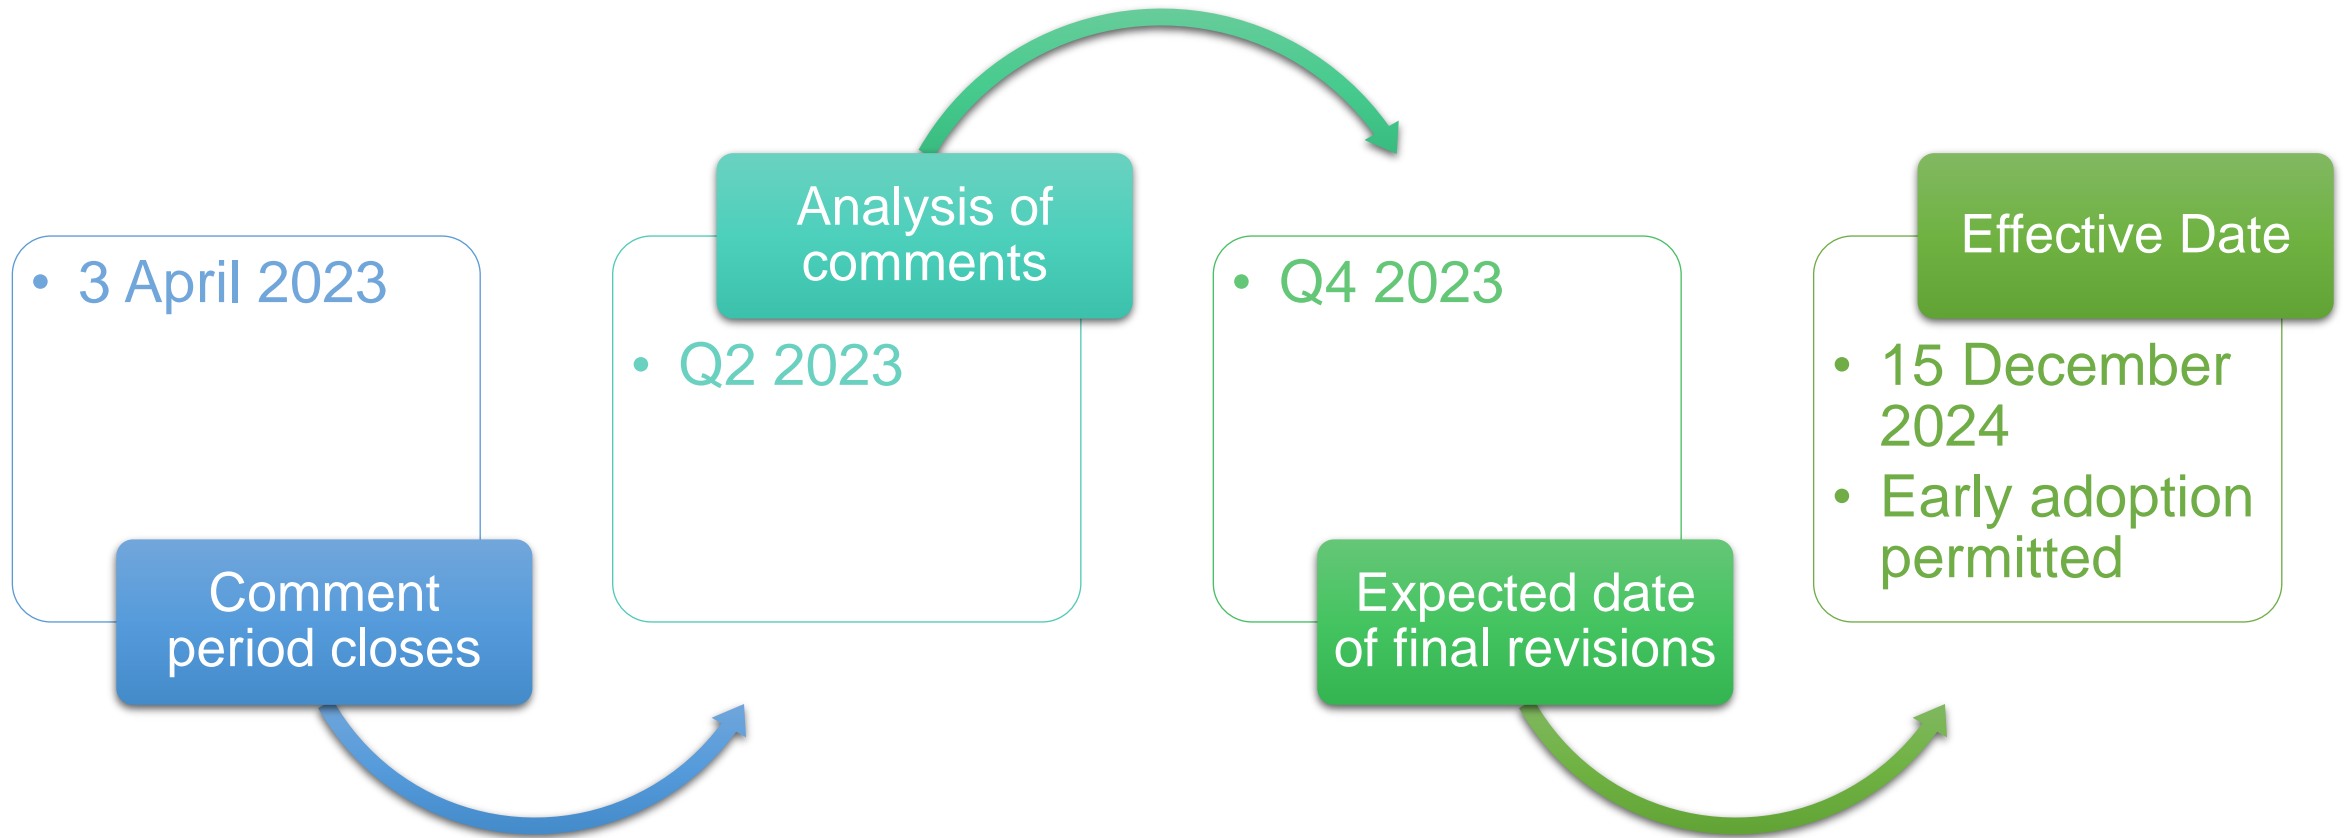 • 3 April 2023
Comment
period closes
Analysis of
comments
• Q2 2023
• Q4 2023
Expected date
of final revisions
Effective Date
• 15 December
2024
• Early adoption
permitted